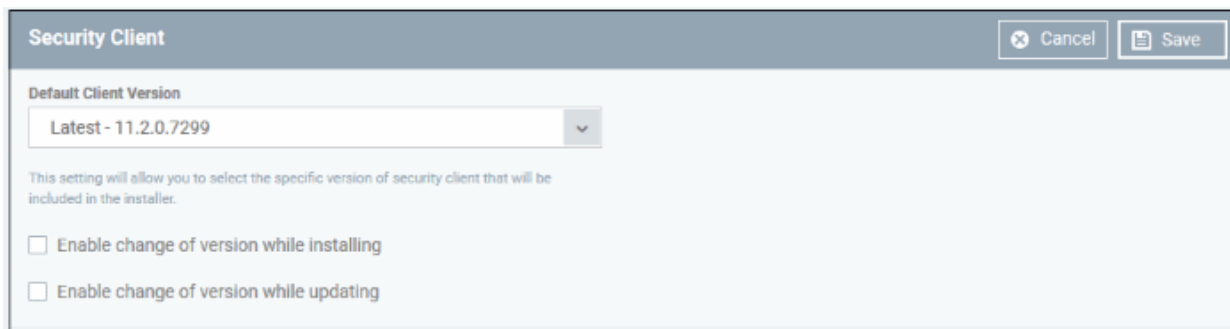 Security Client
Cancel
Save
Default Client Version
Latest - 11.2.0.7299
This setting will allow you to select the specific version of security client that will be
included in the installer.
Enable change of version while installing
Enable change of version while updating